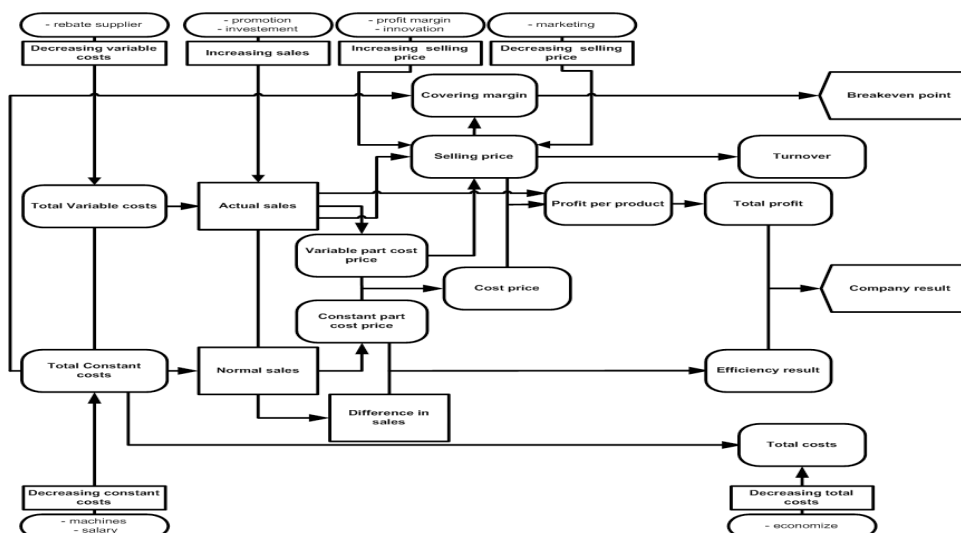 - rebate supplier
Decreasing variable
costs
- promotion
- investement
Increasing sales
- profit margin
- innovation
Increasing selling
price
- marketing
Decreasing selling
price
Covering margin
Breakeven point
Selling price
Turnover
Total Variable costs
Actual sales
Profit per product
Total profit
Variable part cost
price
Cost price
Company result
Constant part
cost price
Total Constant
costs
Normal sales
Efficiency result
Difference in
sales
Total costs
Decreasing constant
costs
- machines
- salary
Decreasing total
costs
- economize